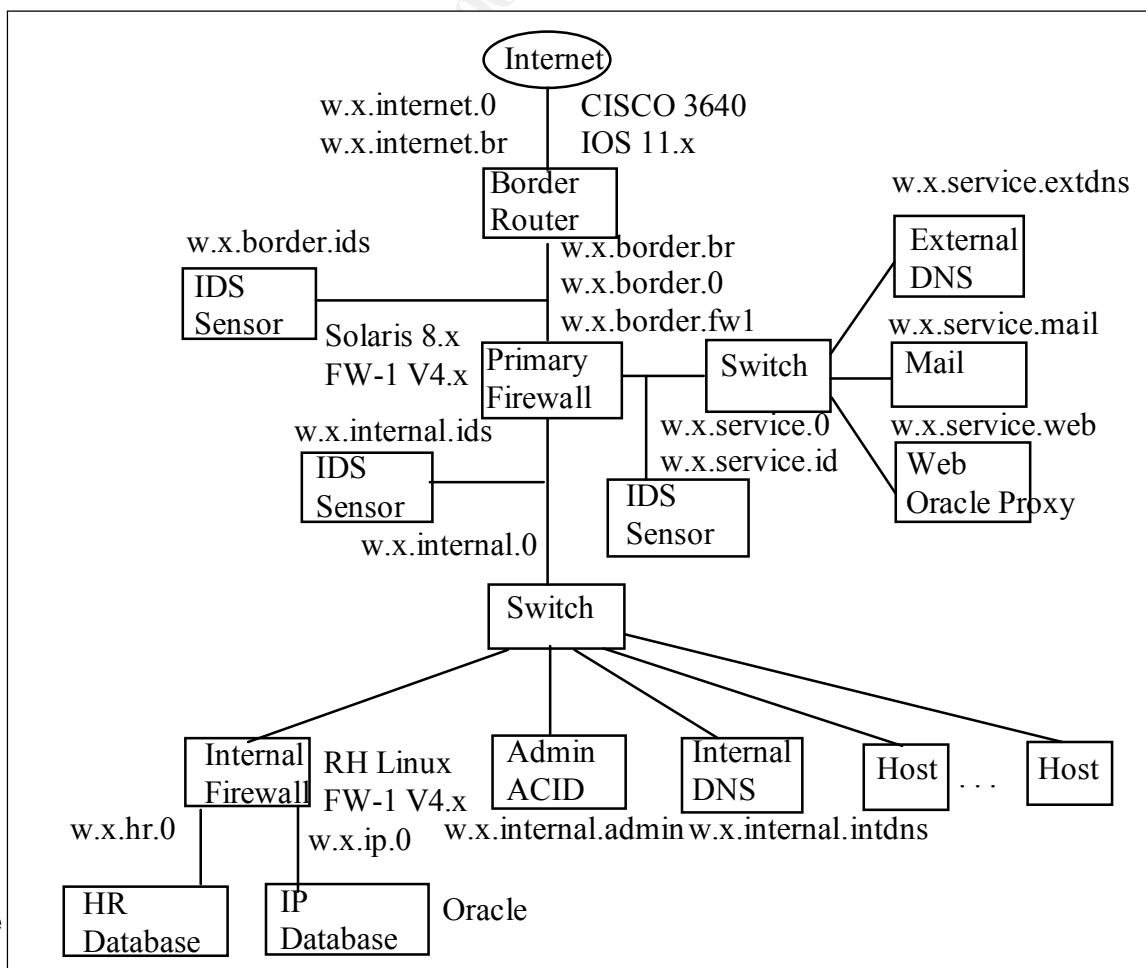 Internet
w.x.internet.0
CISCO 3640
w.x.internet.br
IOS 11.x
Border
Router
w.x.service.extdns
External
DNS
w.x.border.ids
IDS
Sensor
w.x.border.br
w.x.border.0
w.x.border.fw1
Solaris 8.x
FW-1 V4.x
Primary
Firewall
Switch
w.x.service.mail
Mail
w.x.service.web
Web
Oracle Proxy
w.x.internal.ids
IDS
Sensor
w.x.service.0
w.x.service.id
IDS
Sensor
w.x.internal.0
Switch
Internal
Firewall
RH Linux
FW-1 V4.x
Admin
ACID
Internal
DNS
Host
. . .
Host
w.x.hr.0
w.x.ip.0
w.x.internal.admin
w.x.internal.intdns
HR
Database
IP
Database
Oracle